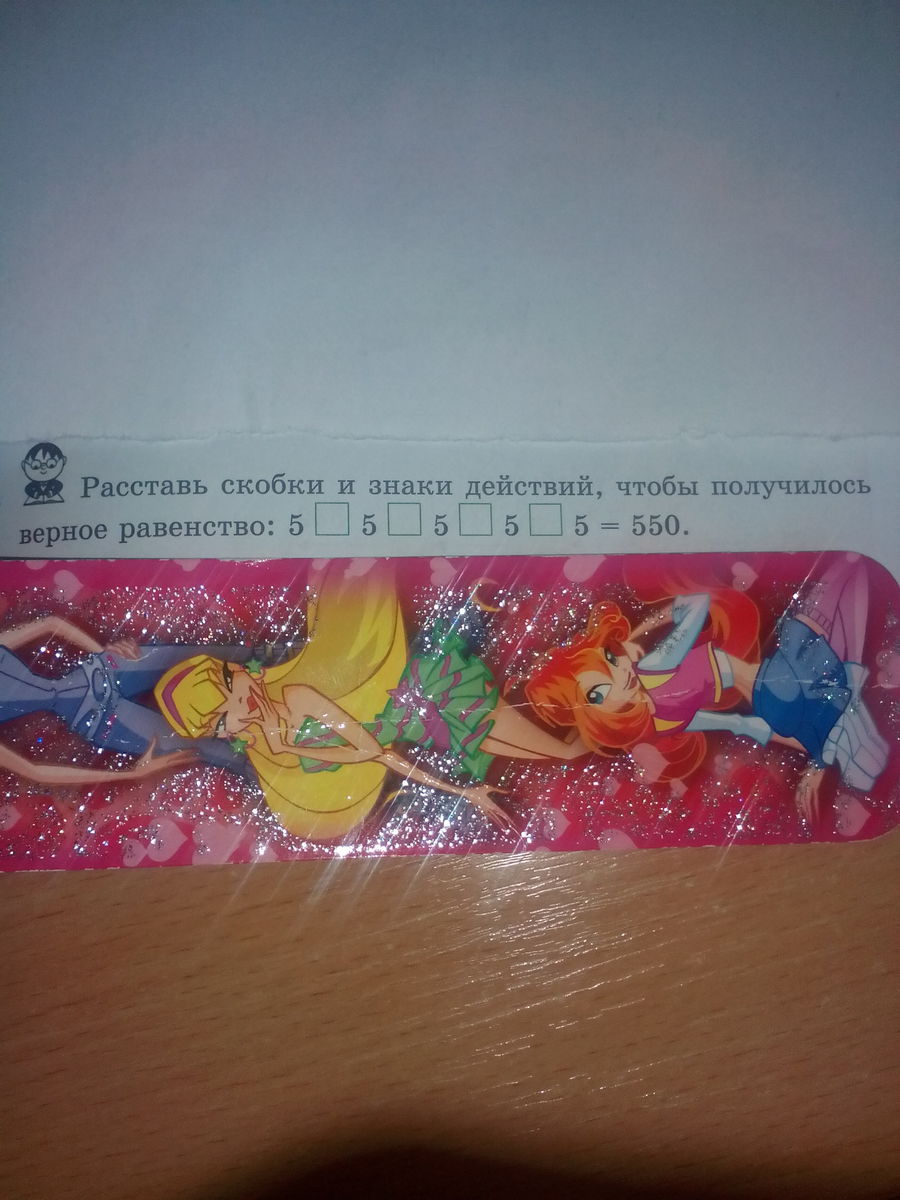 Расставь скобки и знаки действий, чтобы получилось
верное равенство: 5 □ 5 □ 5 □ 5 □ 5 = 550.